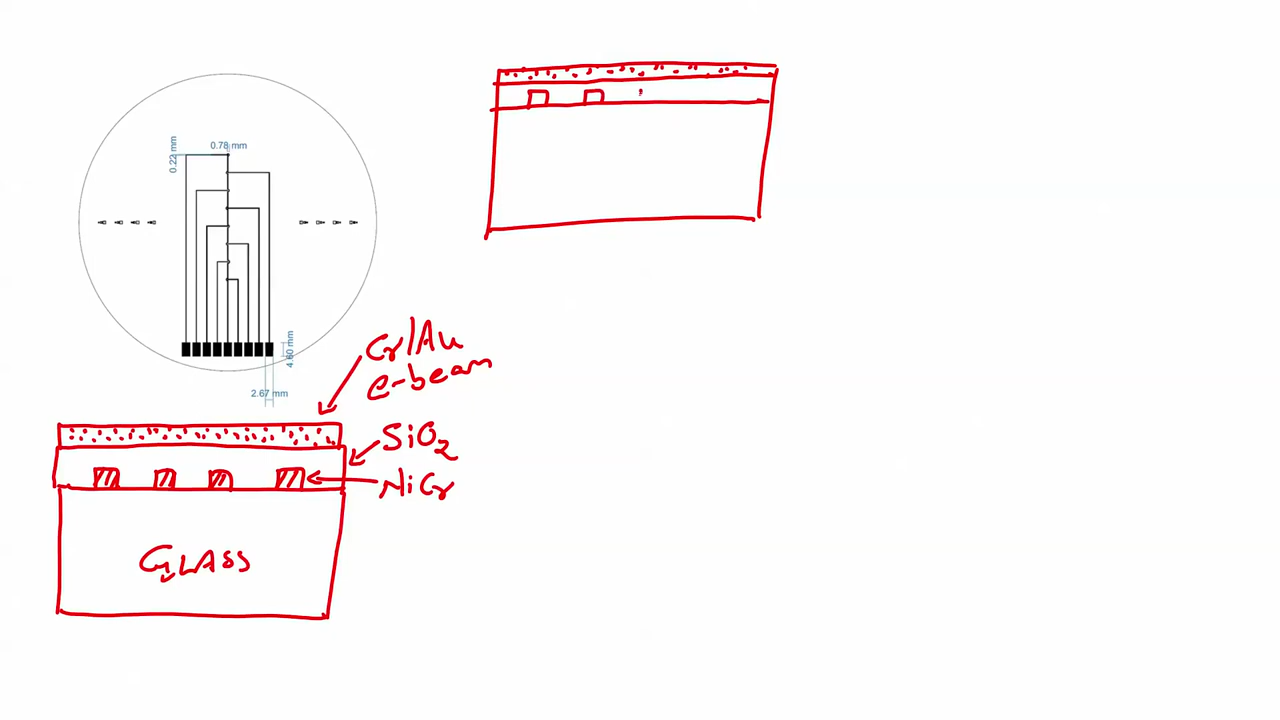 0.22 mm
0.78 mm
4.60 mm
2.67 mm
Cr/Au
e-beam
SiO2
NiCr
GLASS